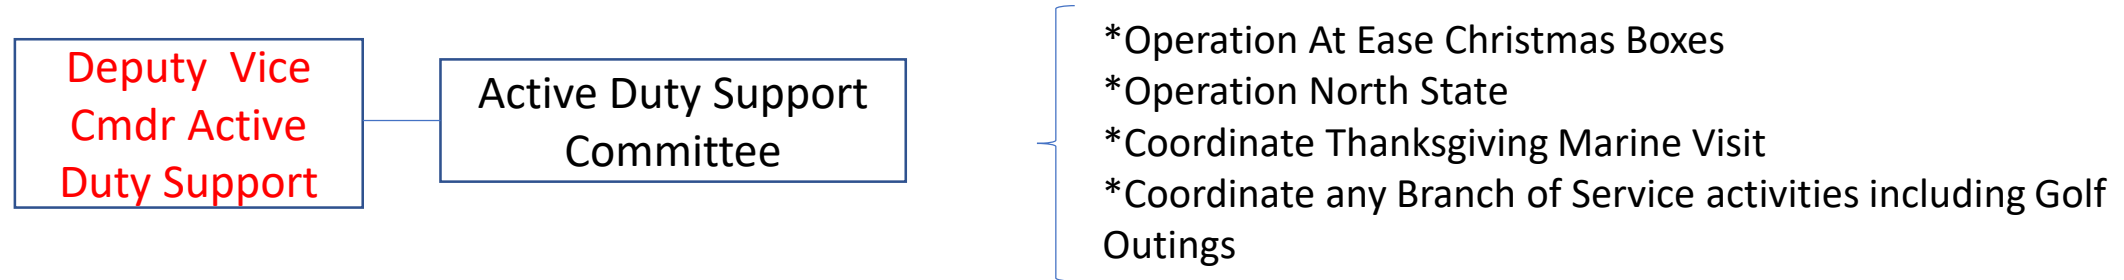 Deputy  Vice
Cmdr Active
Duty Support
Active Duty Support
Committee
*Operation At Ease Christmas Boxes
*Operation North State
*Coordinate Thanksgiving Marine Visit
*Coordinate any Branch of Service activities including Golf
Outings